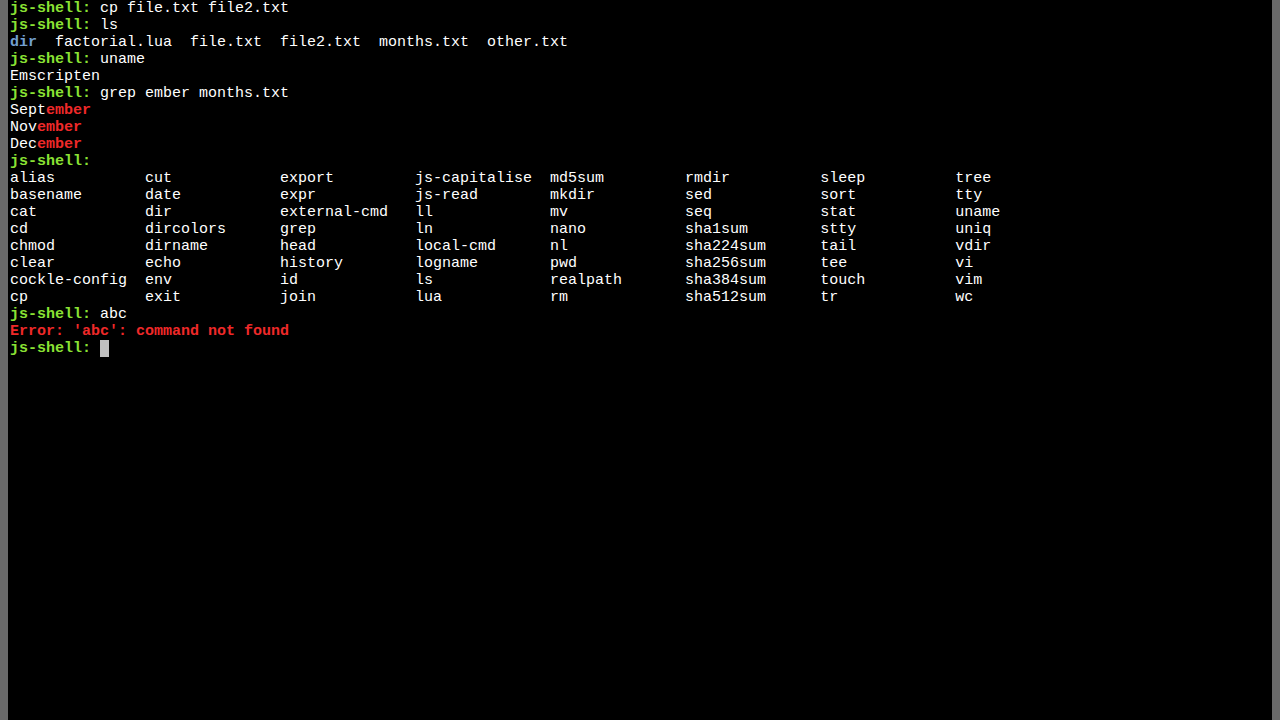 js-shell: cp file.txt file2.txt
js-shell: ls
dir  factorial.lua  file.txt  file2.txt  months.txt  other.txt
js-shell: uname
Emscripten
js-shell: grep ember months.txt
September
November
December
js-shell:
alias          cut            export         js-capitalise  md5sum         rmdir          sleep          tree
basename       date           expr           js-read        mkdir          sed            sort           tty
cat            dir            external-cmd   ll             mv             seq            stat           uname
cd             dircolors      grep           ln             nano           sha1sum        stty           uniq
chmod          dirname        head           local-cmd      nl             sha224sum      tail           vdir
clear          echo           history        logname        pwd            sha256sum      tee            vi
cockle-config  env            id             ls             realpath       sha384sum      touch          vim
cp             exit           join           lua            rm             sha512sum      tr             wc
js-shell: abc
Error: 'abc': command not found
js-shell: